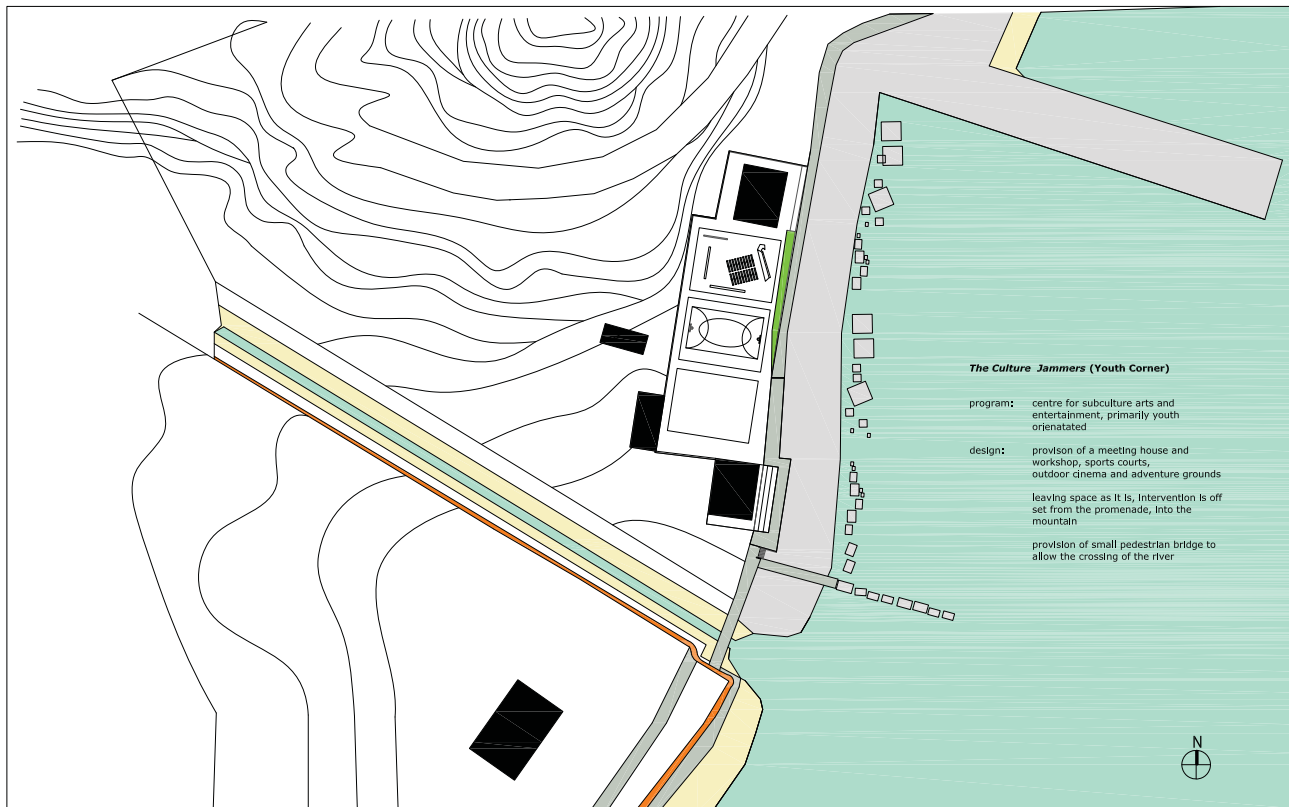 The Culture Jammers (Youth Corner)
program: centre for subculture arts and
entertainment, primarily youth
orienatated
design: provison of a meeting house and
workshop, sports courts,
outdoor cinema and adventure grounds
leaving space as it is, intervention is off
set from the promenade, into the
mountain
provision of small pedestrian bridge to
allow the crossing of the river
N